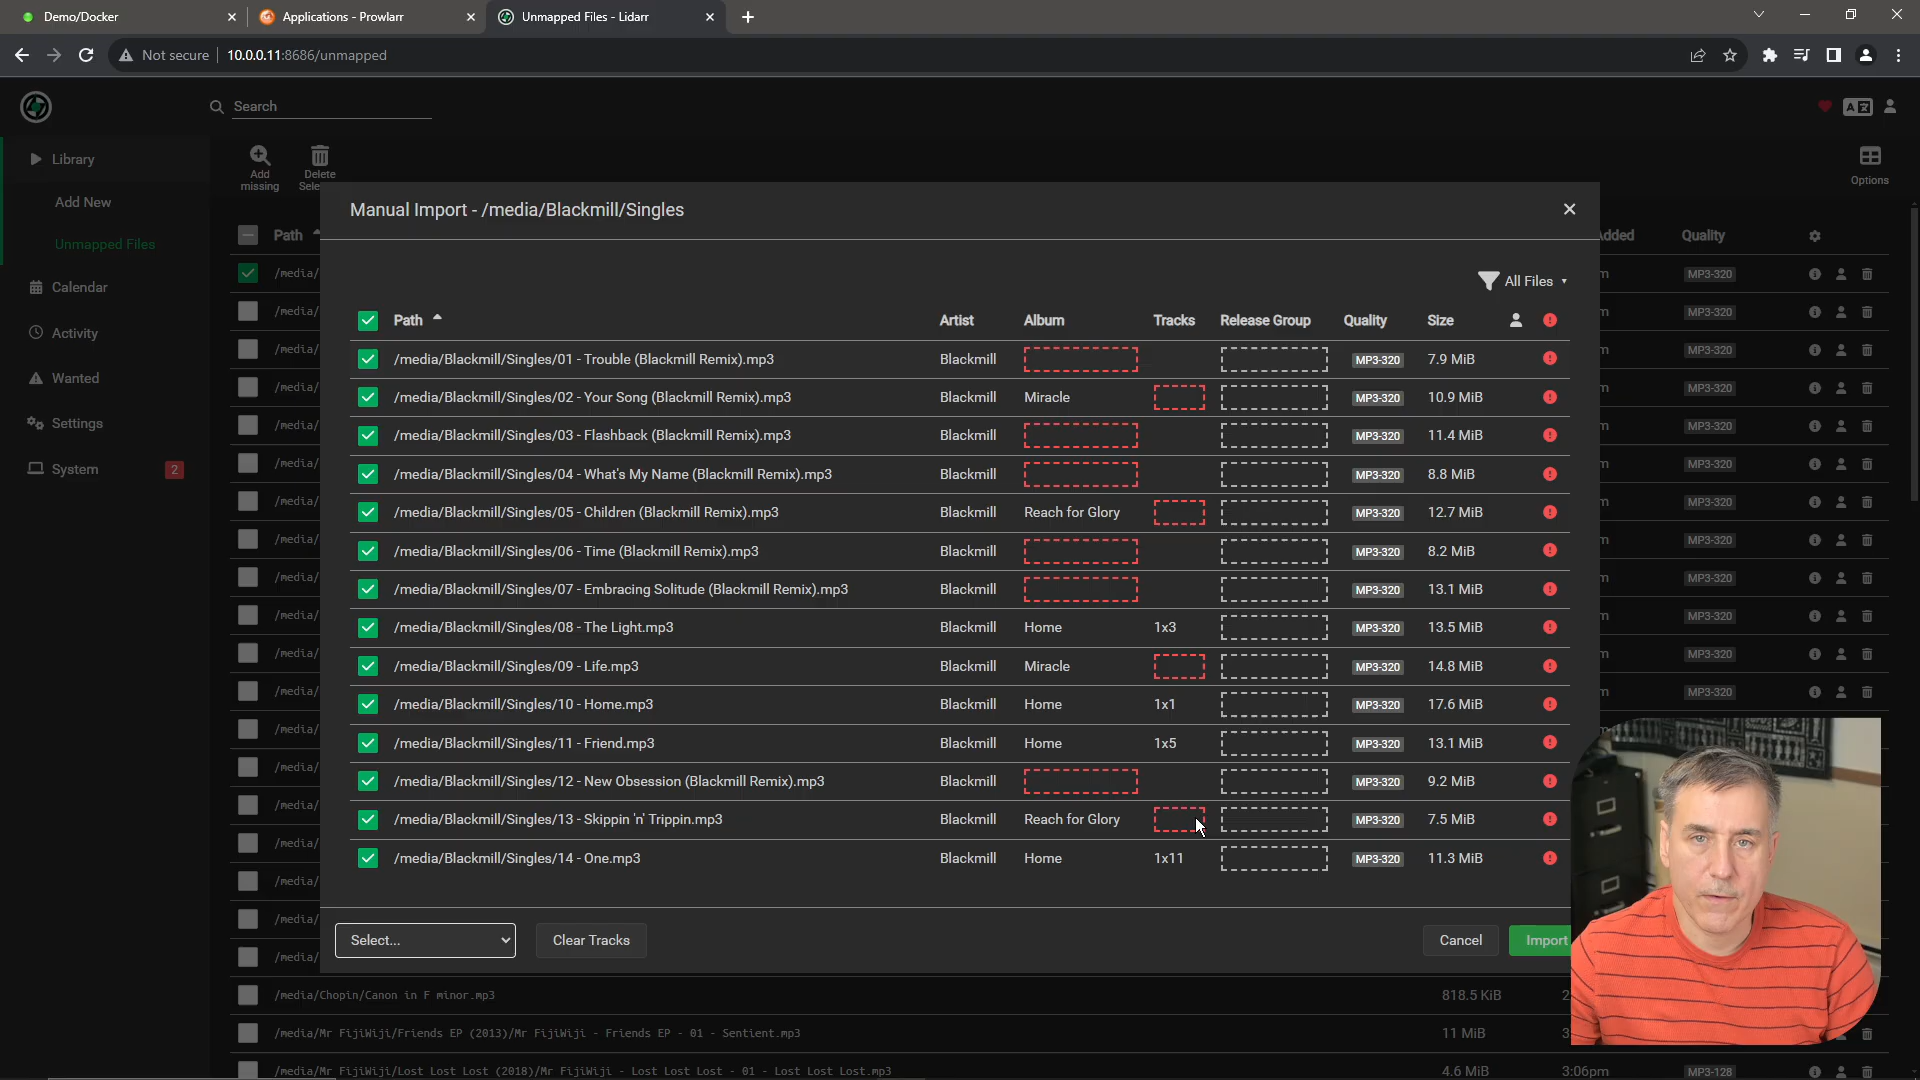 Demo/Docker
Applications - Prowlarr
Unmapped Files - Lidarr
Not secure 10.0.0.11:8686/unmapped
Search
Library
Add New
Unmapped Files
Calendar
Activity
Wanted
Settings
System 2
Add missing
Delete
Options
Path Quality
Manual Import - /media/Blackmill/Singles
All Files
Path Artist Album Tracks Release Group Quality Size
/media/Blackmill/Singles/01 - Trouble (Blackmill Remix).mp3 Blackmill MP3-320 7.9 MiB
/media/Blackmill/Singles/02 - Your Song (Blackmill Remix).mp3 Blackmill Miracle MP3-320 10.9 MiB
/media/Blackmill/Singles/03 - Flashback (Blackmill Remix).mp3 Blackmill MP3-320 11.4 MiB
/media/Blackmill/Singles/04 - What's My Name (Blackmill Remix).mp3 Blackmill MP3-320 8.8 MiB
/media/Blackmill/Singles/05 - Children (Blackmill Remix).mp3 Blackmill Reach for Glory MP3-320 12.7 MiB
/media/Blackmill/Singles/06 - Time (Blackmill Remix).mp3 Blackmill MP3-320 8.2 MiB
/media/Blackmill/Singles/07 - Embracing Solitude (Blackmill Remix).mp3 Blackmill MP3-320 13.1 MiB
/media/Blackmill/Singles/08 - The Light.mp3 Blackmill Home 1x3 MP3-320 13.5 MiB
/media/Blackmill/Singles/09 - Life.mp3 Blackmill Miracle MP3-320 14.8 MiB
/media/Blackmill/Singles/10 - Home.mp3 Blackmill Home 1x1 MP3-320 17.6 MiB
/media/Blackmill/Singles/11 - Friend.mp3 Blackmill Home 1x5 MP3-320 13.1 MiB
/media/Blackmill/Singles/12 - New Obsession (Blackmill Remix).mp3 Blackmill MP3-320 9.2 MiB
/media/Blackmill/Singles/13 - Skippin 'n' Trippin.mp3 Blackmill Reach for Glory MP3-320 7.5 MiB
/media/Blackmill/Singles/14 - One.mp3 Blackmill Home 1x11 MP3-320 11.3 MiB
Select... Clear Tracks Cancel Import
/media/Chopin/Canon in F minor.mp3 818.5 KiB
/media/Mr FijiWiji/Friends EP (2013)/Mr FijiWiji - Friends EP - 01 - Sentient.mp3 11 MiB
/media/Mr FijiWiji/Lost Lost Lost (2018)/Mr FijiWiji - Lost Lost Lost - 01 - Lost Lost Lost.mp3 4.6 MiB 3:06pm MP3-128